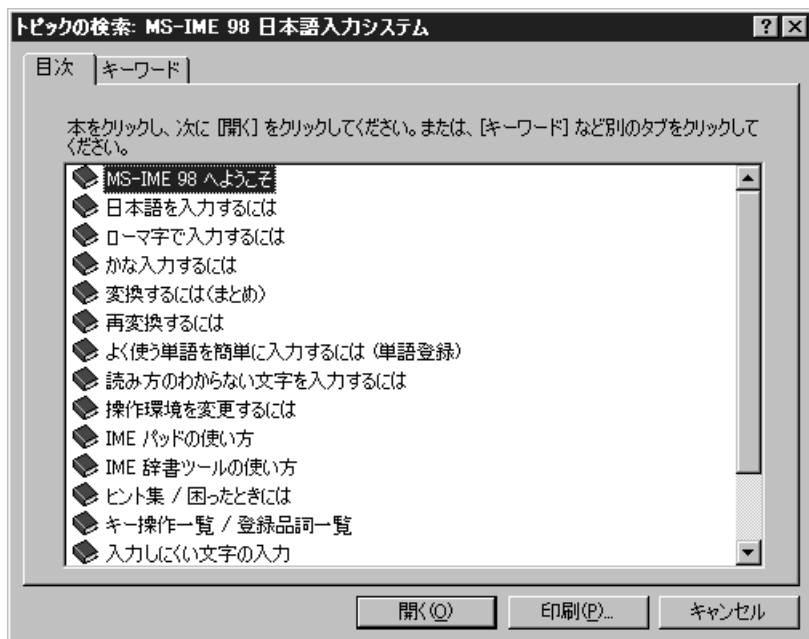 トピックの検索: MS-IME 98 日本語入力システム
目次
キーワード
本をクリックし、次に [開く] をクリックしてください。または、[キーワード] など別のタブをクリックして
ください。
MS-IME 98 へようこそ
日本語を入力するには
ローマ字で入力するには
かな入力するには
変換するには(まとめ)
再変換するには
よく使う単語を簡単に入力するには (単語登録)
読み方のわからない文字を入力するには
操作環境を変更するには
IME パッドの使い方
IME 辞書ツールの使い方
ヒント集 / 困ったときには
キー操作一覧 / 登録品詞一覧
入力しにくい文字の入力
開く(O)
印刷(P)...
キャンセル